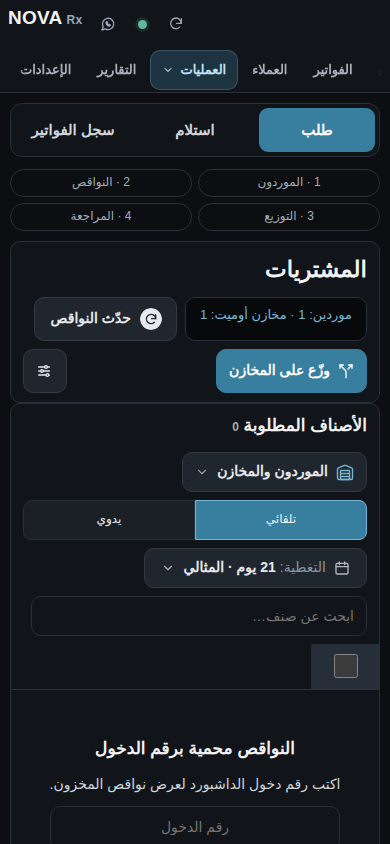 NOVA Rx
الفواتير العملاء العمليات التقارير الإعدادات
طلب استلام سجل الفواتير
1 · الموردون 2 · النواقص
3 · التوزيع 4 · المراجعة
المشتريات
موردين: 1 · مخازن أوميت: 1 حدّث النواقص
وزّع على المخازن
الأصناف المطلوبة 0
الموردون والمخازن
تلقائي يدوي
التغطية: 21 يوم · المثالي
ابحث عن صنف...
النواقص محمية برقم الدخول
اكتب رقم دخول الداشبورد لعرض نواقص المخزون.
رقم الدخول